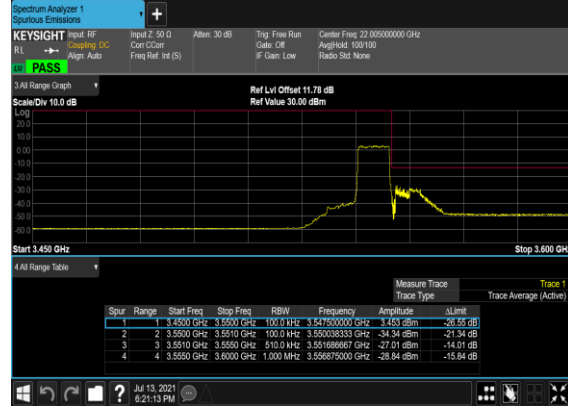 Spectrum Analyzer 1
Spurious Emissions
+
KEYSIGHT Input: RF Input Z: 50 Ω Atten: 30 dB Trig: Free Run Center Freq: 22.005000000 GHz
RL Coupling: DC Corr CCorr Gate: Off Avg|Hold: 100/100
Align: Auto Freq Ref: Int (S) IF Gain: Low Radio Std: None
PASS
3 All Range Graph Ref Lvl Offset 11.78 dB
Scale/Div 10.0 dB Ref Value 30.00 dBm
Log
20.0
10.0
0.00
-10.0
-20.0
-30.0
-40.0
-50.0
-60.0
Start 3.450 GHz Stop 3.600 GHz
4 All Range Table
Measure Trace Trace 1
Trace Type Trace Average (Active)
Spur Range Start Freq Stop Freq RBW Frequency Amplitude ΔLimit
1 1 3.4500 GHz 3.5500 GHz 100.0 kHz 3.547500000 GHz 3.453 dBm -26.55 dB
2 2 3.5500 GHz 3.5510 GHz 100.0 kHz 3.550038333 GHz -34.34 dBm -21.34 dB
3 3 3.5510 GHz 3.5550 GHz 510.0 kHz 3.551686667 GHz -27.01 dBm -14.01 dB
4 4 3.5550 GHz 3.6000 GHz 1.000 MHz 3.556875000 GHz -28.84 dBm -15.84 dB
? Jul 13, 2021
6:21:13 PM